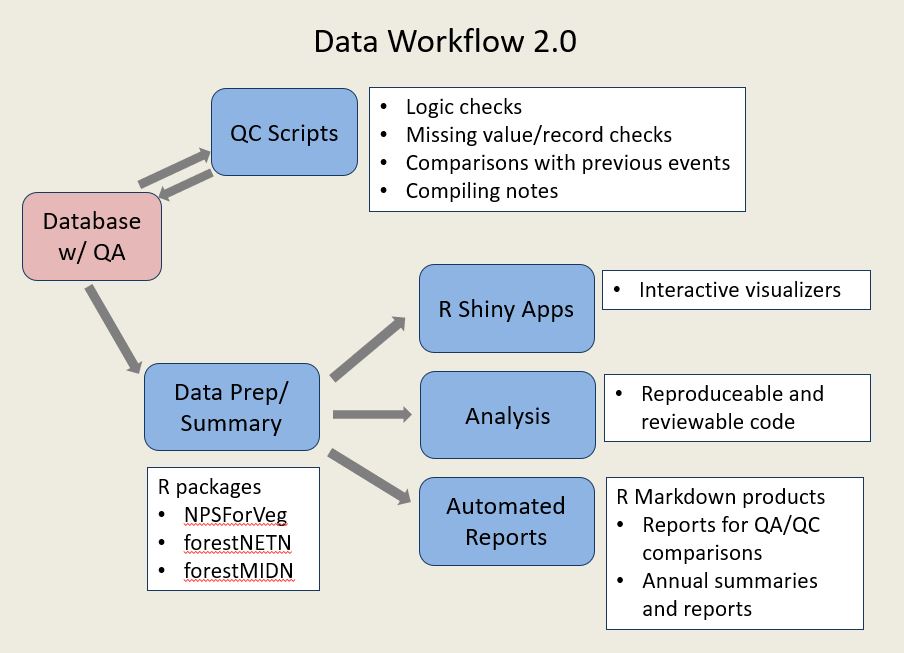 Data Workflow 2.0
QC Scripts
• Logic checks
• Missing value/record checks
• Comparisons with previous events
• Compiling notes
Database
w/ QA
R Shiny Apps
• Interactive visualizers
Data Prep/
Summary
Analysis
• Reproduceable and
reviewable code
R packages
• NPSForVeg
• forestNETN
• forestMIDN
Automated
Reports
R Markdown products
• Reports for QA/QC
comparisons
• Annual summaries
and reports